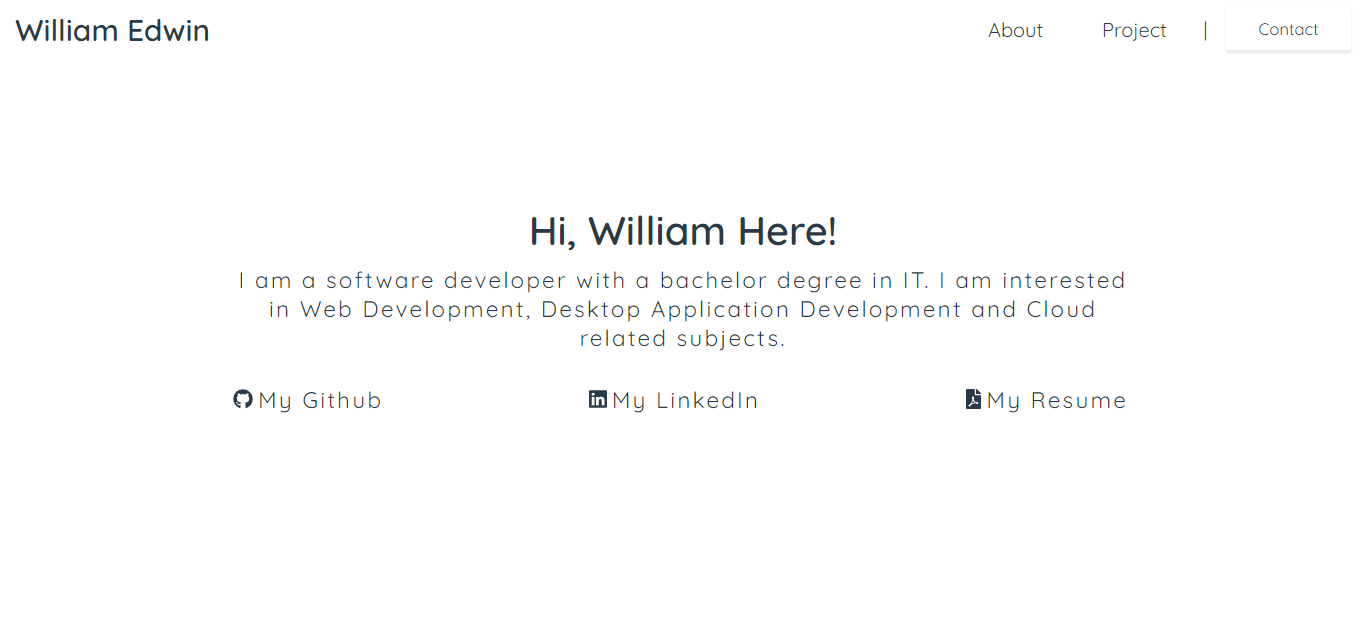 William Edwin
About Project | Contact
Hi, William Here!
I am a software developer with a bachelor degree in IT. I am interested
in Web Development, Desktop Application Development and Cloud
related subjects.
My Github My LinkedIn My Resume